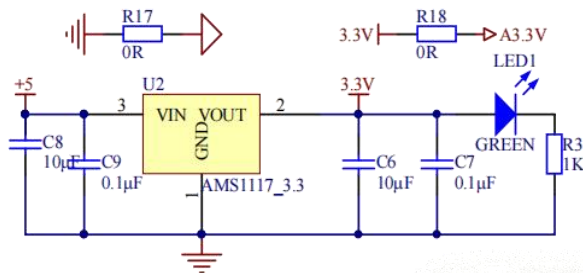 R17
0R
R18
3.3V
A3.3V
0R
LED1
+5
U2
3.3V
3
VIN VOUT
2
GND
C8
10µF
C9
0.1µF
AMS1117_3.3
1
C6
10µF
C7
0.1µF
GREEN
R3
1K